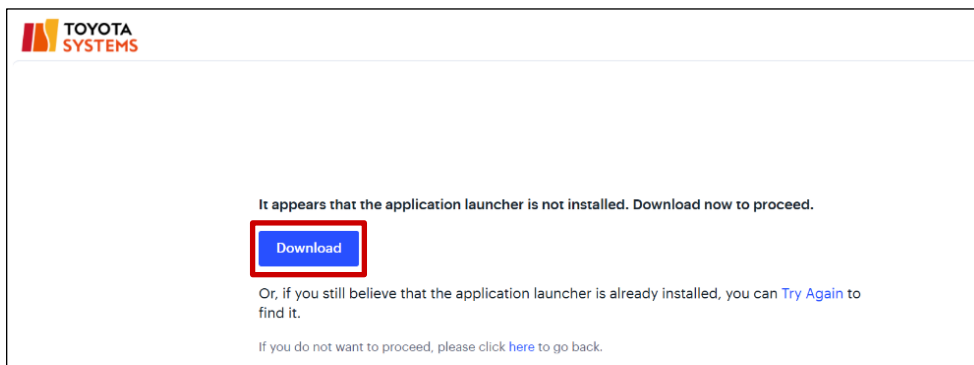 TOYOTA
SYSTEMS
It appears that the application launcher is not installed. Download now to proceed.
Download
Or, if you still believe that the application launcher is already installed, you can Try Again to
find it.
If you do not want to proceed, please click here to go back.